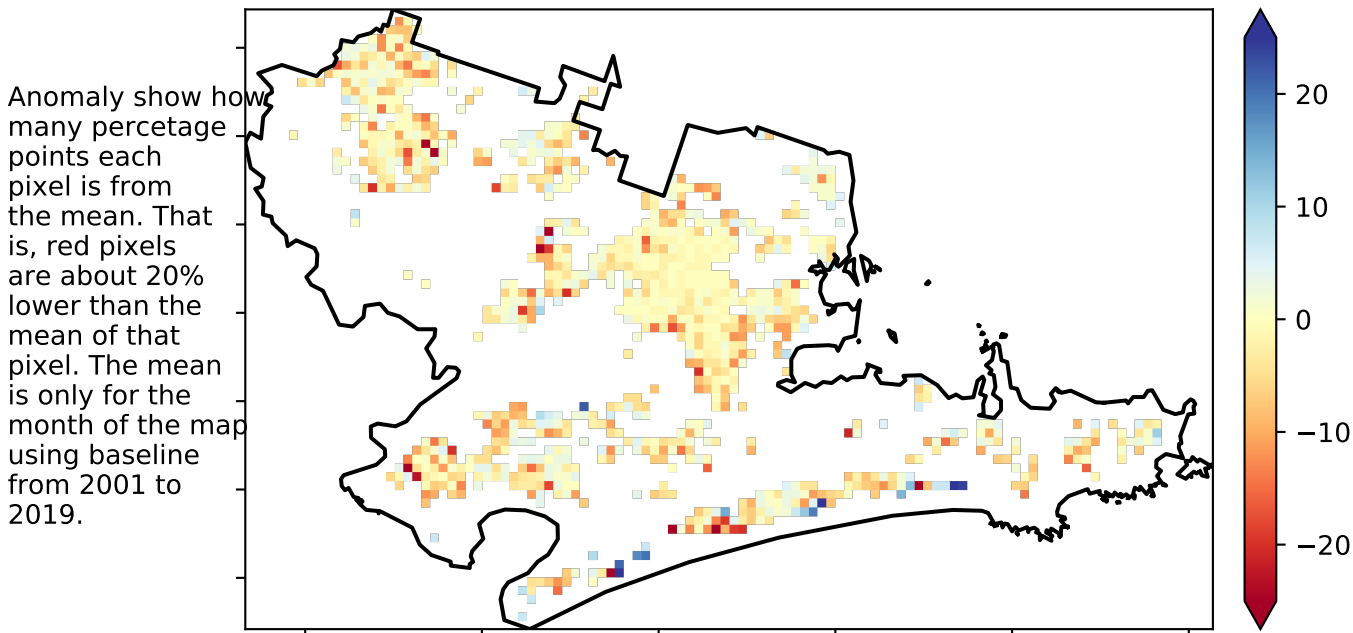 Anomaly show how
many percetage
points each
pixel is from
the mean. That
is, red pixels
are about 20%
lower than the
mean of that
pixel. The mean
is only for the
month of the map
using baseline
from 2001 to
2019.
20
10
0
−10
−20